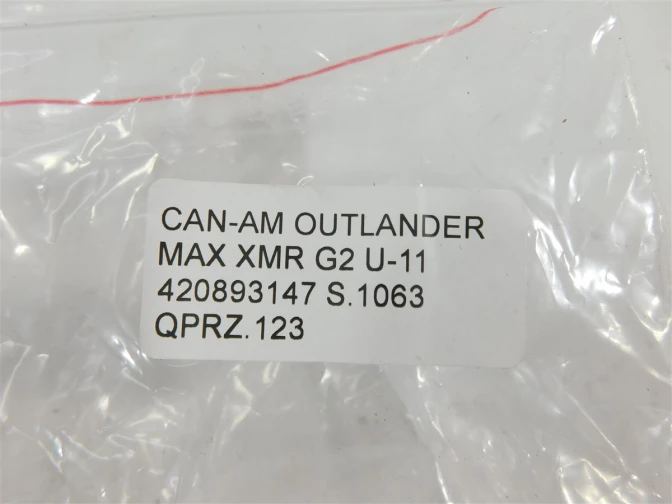 CAN-AM OUTLANDER
MAX XMR G2 U-11
420893147 S.1063
QPRZ.123